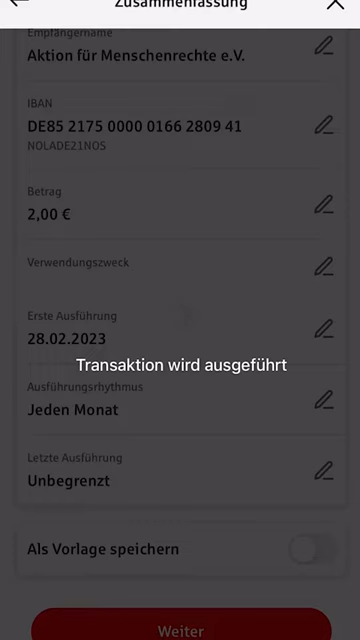 Zusammenfassung
Empfängername
Aktion für Menschenrechte e.V.
IBAN
DE85 2175 0000 0166 2809 41
NOLADE21NOS
Betrag
2,00 €
Verwendungszweck
Erste Ausführung
28.02.2023
Transaktion wird ausgeführt
Ausführungsrhythmus
Jeden Monat
Letzte Ausführung
Unbegrenzt
Als Vorlage speichern
Weiter